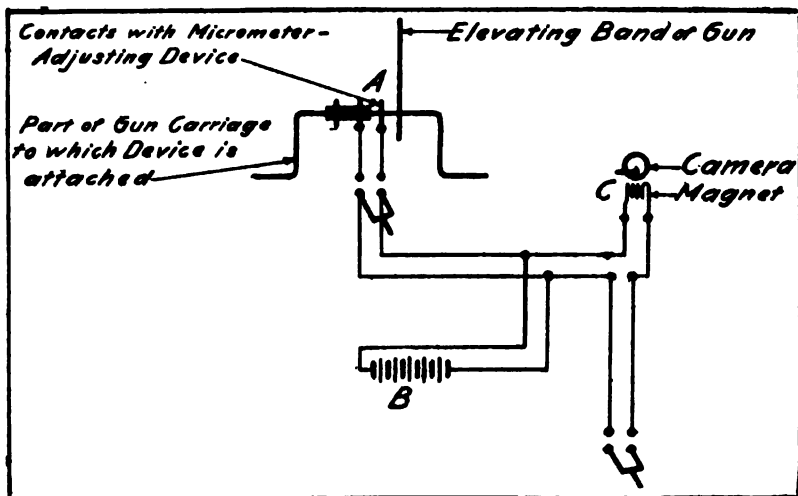 Contacts with Micrometer-
Adjusting Device
Elevating Band of Gun
A
Part of Gun Carriage
to which Device is
attached
Camera
C
Magnet
B